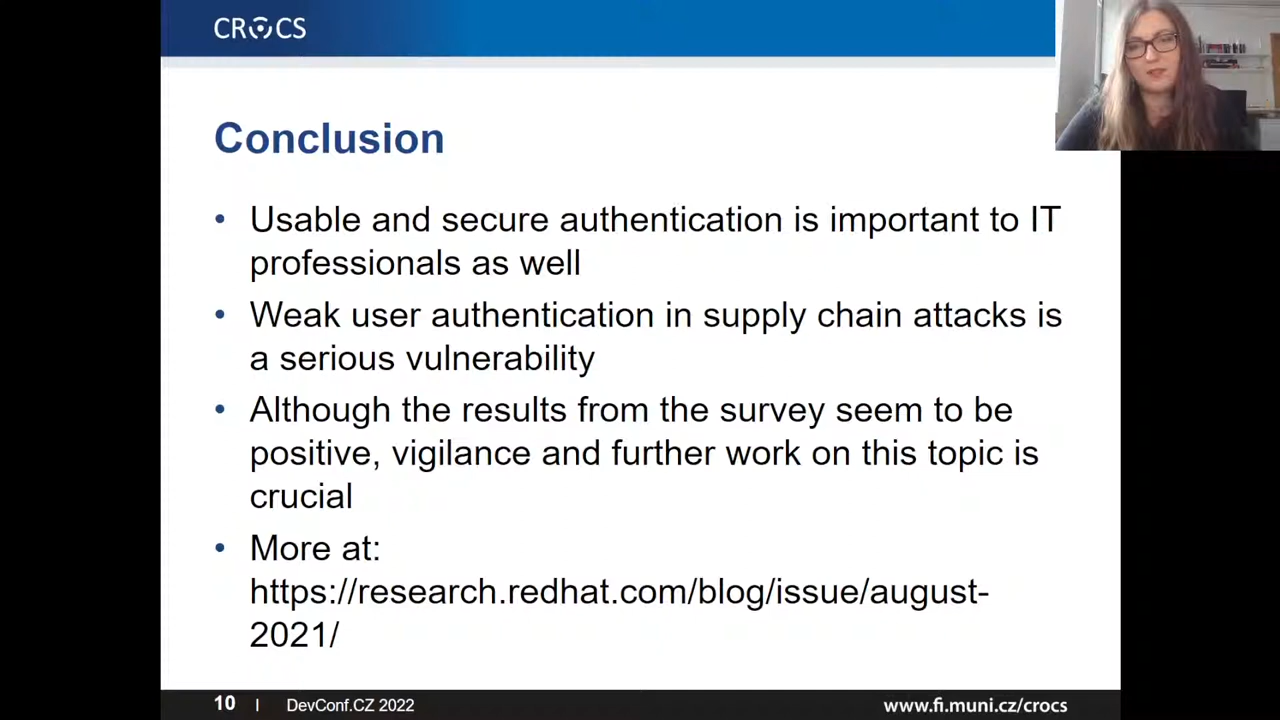 CROCS
Conclusion
• Usable and secure authentication is important to IT
professionals as well
• Weak user authentication in supply chain attacks is
a serious vulnerability
• Although the results from the survey seem to be
positive, vigilance and further work on this topic is
crucial
• More at:
https://research.redhat.com/blog/issue/august-
2021/
10 | DevConf.CZ 2022 www.fi.muni.cz/crocs